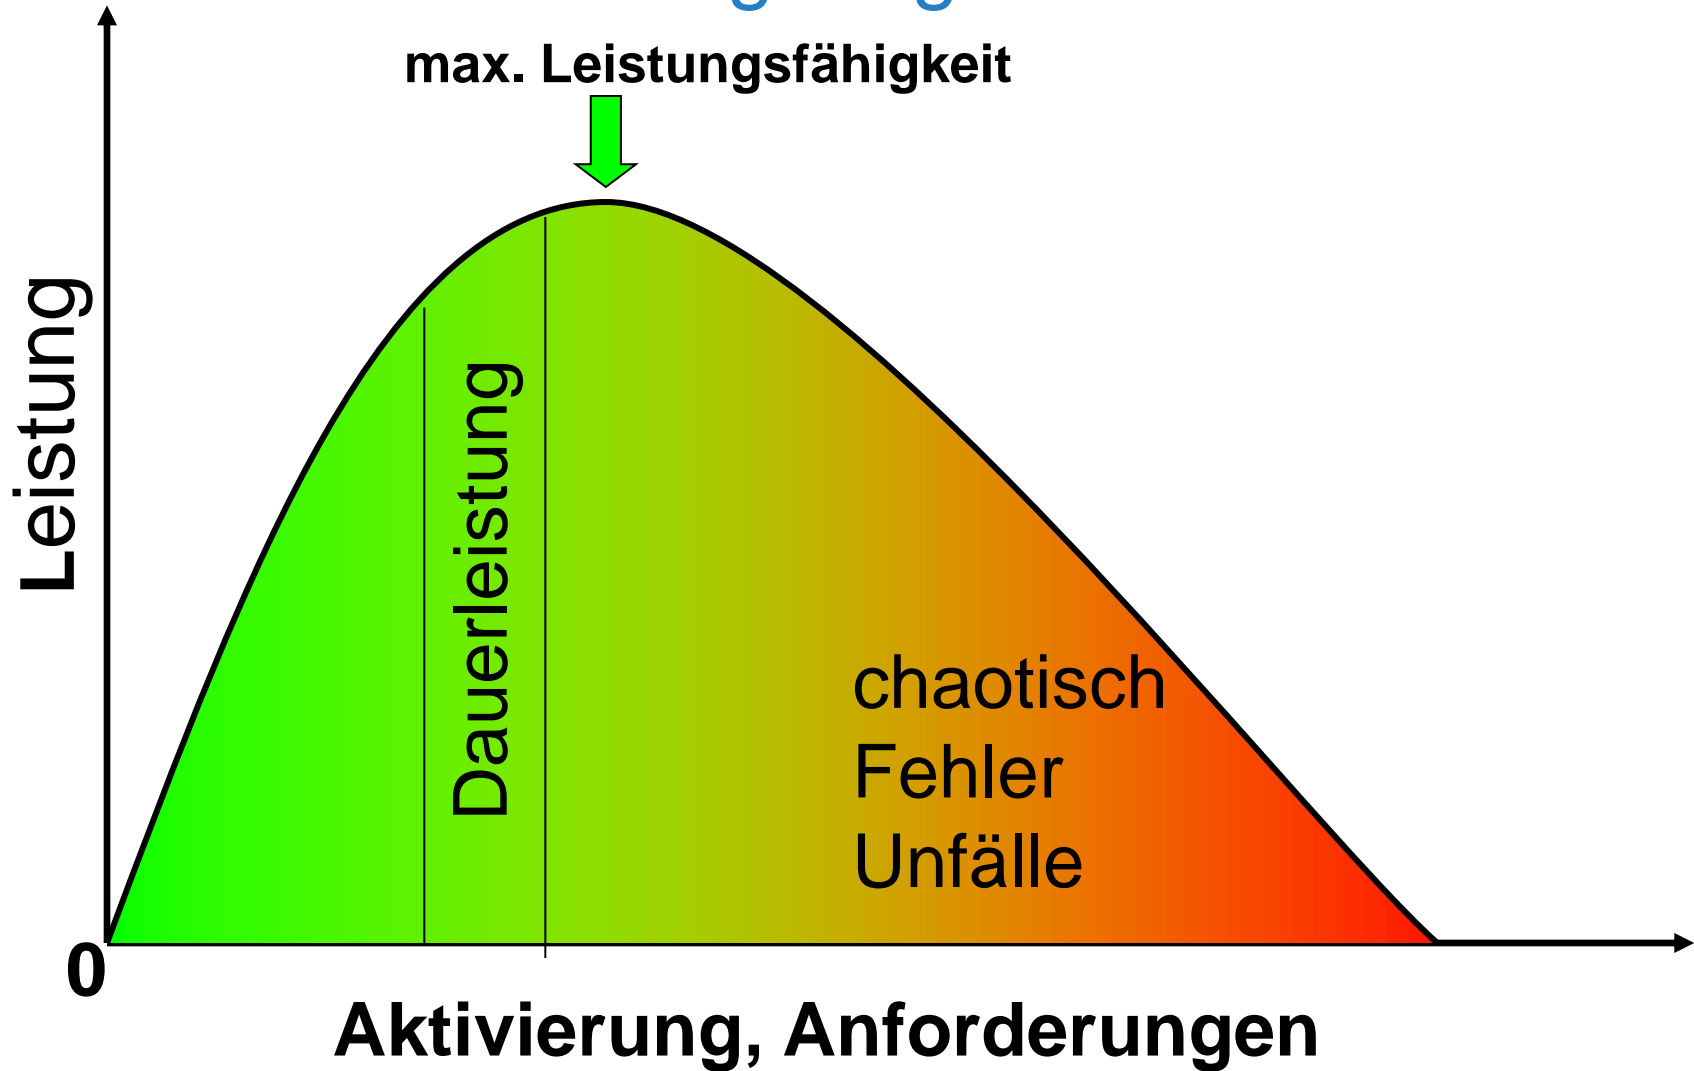 max. Leistungsfähigkeit
Leistung
Dauerleistung
chaotisch
Fehler
Unfälle
0
Aktivierung, Anforderungen